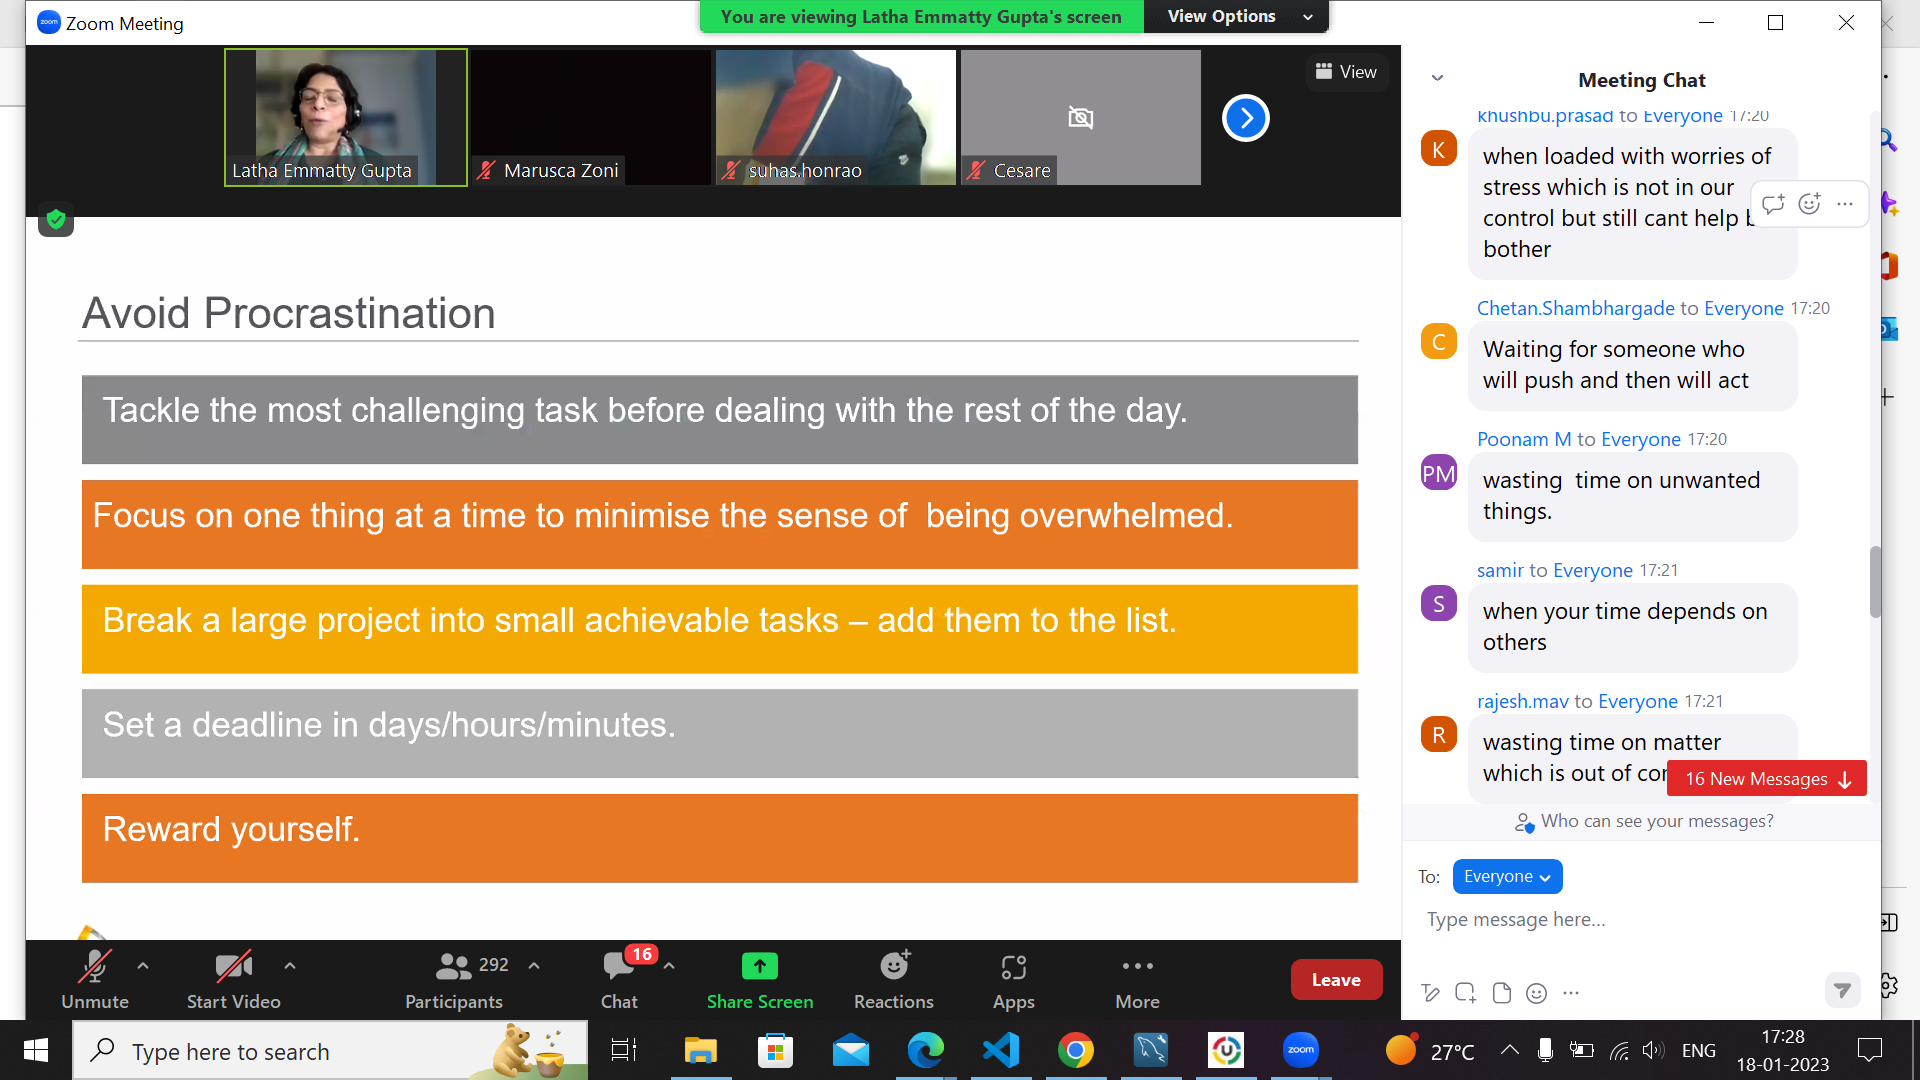 zoom Zoom Meeting
You are viewing Latha Emmatty Gupta's screen View Options
Latha Emmatty Gupta
Marusca Zoni
suhas.honrao
Cesare
View
Avoid Procrastination
Tackle the most challenging task before dealing with the rest of the day.
Focus on one thing at a time to minimise the sense of being overwhelmed.
Break a large project into small achievable tasks – add them to the list.
Set a deadline in days/hours/minutes.
Reward yourself.
Meeting Chat
khushbu.prasad to Everyone 17:20
K
when loaded with worries of
stress which is not in our
control but still cant help b
bother
Chetan.Shambhargade to Everyone 17:20
C
Waiting for someone who
will push and then will act
Poonam M to Everyone 17:20
PM
wasting time on unwanted
things.
samir to Everyone 17:21
S
when your time depends on
others
rajesh.mav to Everyone 17:21
R
wasting time on matter
which is out of cor
16 New Messages
Who can see your messages?
To: Everyone
Type message here...
Unmute
Start Video
292
Participants
16
Chat
Share Screen
Reactions
Apps
More
Leave
Type here to search
zoom
27°C
ENG
17:28
18-01-2023